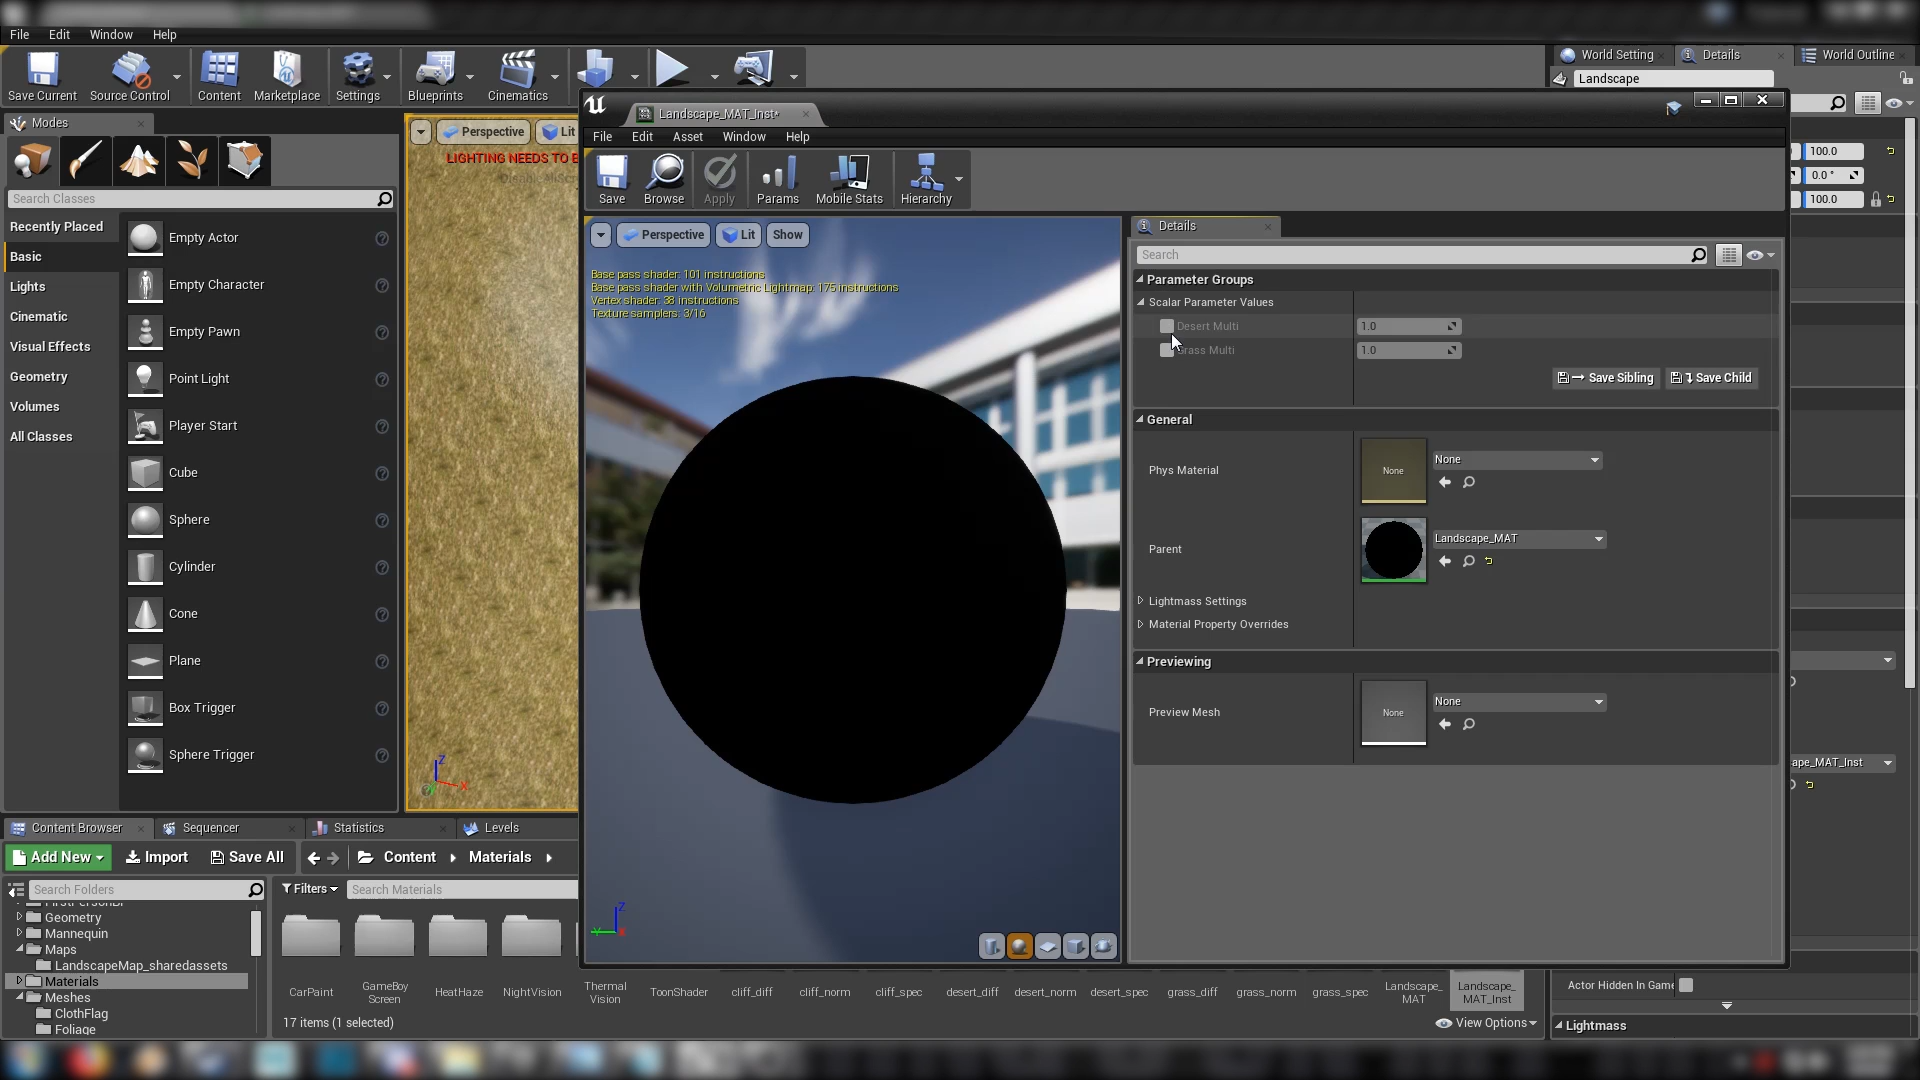 File Edit Window Help
Save Current
Source Control
Content
Marketplace
Settings
Blueprints
Cinematics
World Setting
Details
World Outline
Landscape
100.0
0.0 °
100.0
Modes
Search Classes
Recently Placed
Basic
Lights
Cinematic
Visual Effects
Geometry
Volumes
All Classes
Empty Actor
Empty Character
Empty Pawn
Point Light
Player Start
Cube
Sphere
Cylinder
Cone
Plane
Box Trigger
Sphere Trigger
Perspective
Lit
LIGHTING NEEDS TO B
Z
X
Landscape_MAT_Inst*
File Edit Asset Window Help
Save
Browse
Apply
Params
Mobile Stats
Hierarchy
Perspective
Lit
Show
Base pass shader: 101 instructions
Base pass shader with Volumetric Lightmap: 175 instructions
Vertex shader: 38 instructions
Texture samplers: 3/16
Z
Y
Details
Search
Parameter Groups
Scalar Parameter Values
Desert Multi
1.0
Grass Multi
1.0
Save Sibling
Save Child
General
Phys Material
None
None
Parent
Landscape_MAT
Lightmass Settings
Material Property Overrides
Previewing
Preview Mesh
None
None
ape_MAT_Inst
Content Browser
Sequencer
Statistics
Levels
Add New
Import
Save All
Content
Materials
Search Folders
Filters
Search Materials
Geometry
Mannequin
Maps
LandscapeMap_sharedassets
Materials
Meshes
ClothFlag
Foliage
CarPaint
GameBoy
Screen
HeatHaze
NightVision
Thermal
Vision
ToonShader
cliff_diff
cliff_norm
cliff_spec
desert_diff
desert_norm
desert_spec
grass_diff
grass_norm
grass_spec
Landscape_
MAT
Landscape_
MAT_Inst
17 items (1 selected)
View Options
Actor Hidden In Game
Lightmass